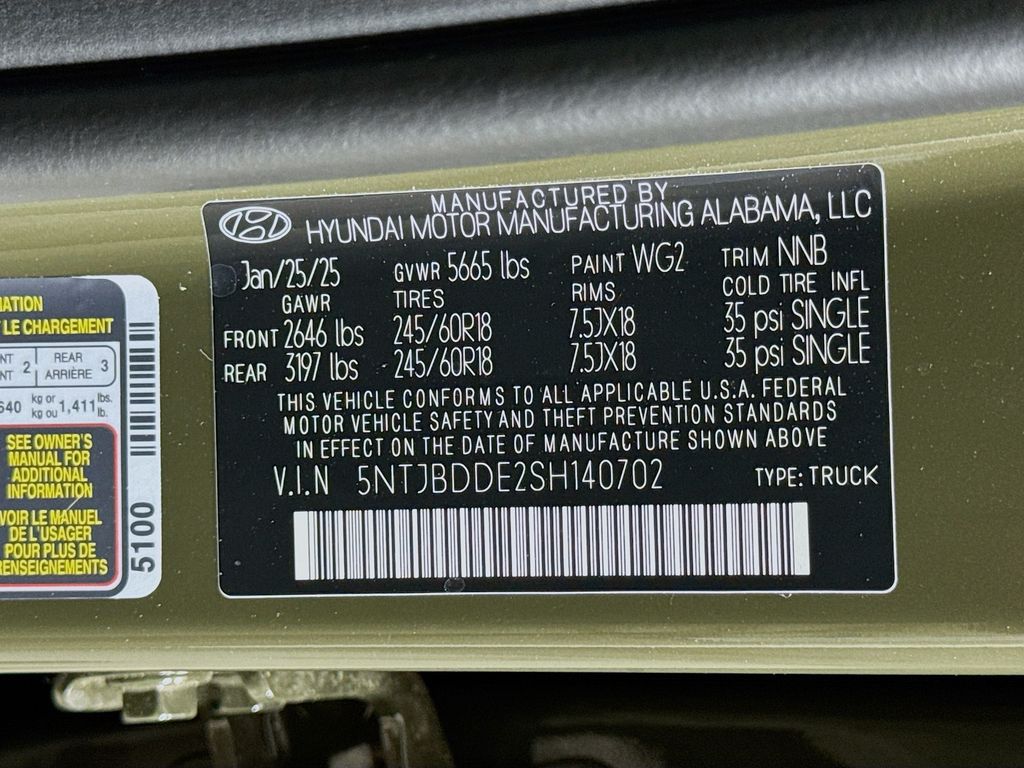 MANUFACTURED BY
HYUNDAI MOTOR MANUFACTURING ALABAMA, LLC
Jan/25/25 GVWR 5665 lbs PAINT WG2 TRIM NNB
GAWR TIRES RIMS COLD TIRE INFL
FRONT 2646 lbs 245/60R18 7.5JX18 35 psi SINGLE
REAR 3197 lbs 245/60R18 7.5JX18 35 psi SINGLE
THIS VEHICLE CONFORMS TO ALL APPLICABLE U.S.A. FEDERAL
MOTOR VEHICLE SAFETY AND THEFT PREVENTION STANDARDS
IN EFFECT ON THE DATE OF MANUFACTURE SHOWN ABOVE
V.I.N 5NTJBDDE2SH140702 TYPE: TRUCK
LE CHARGEMENT
2 REAR 3
ARRIÈRE
640 kg or 1,411 lbs.
kg ou lb.
SEE OWNER'S
MANUAL FOR
ADDITIONAL
INFORMATION
VOIR LE MANUEL
DE L'USAGER
POUR PLUS DE
RENSEIGNEMENTS
5100